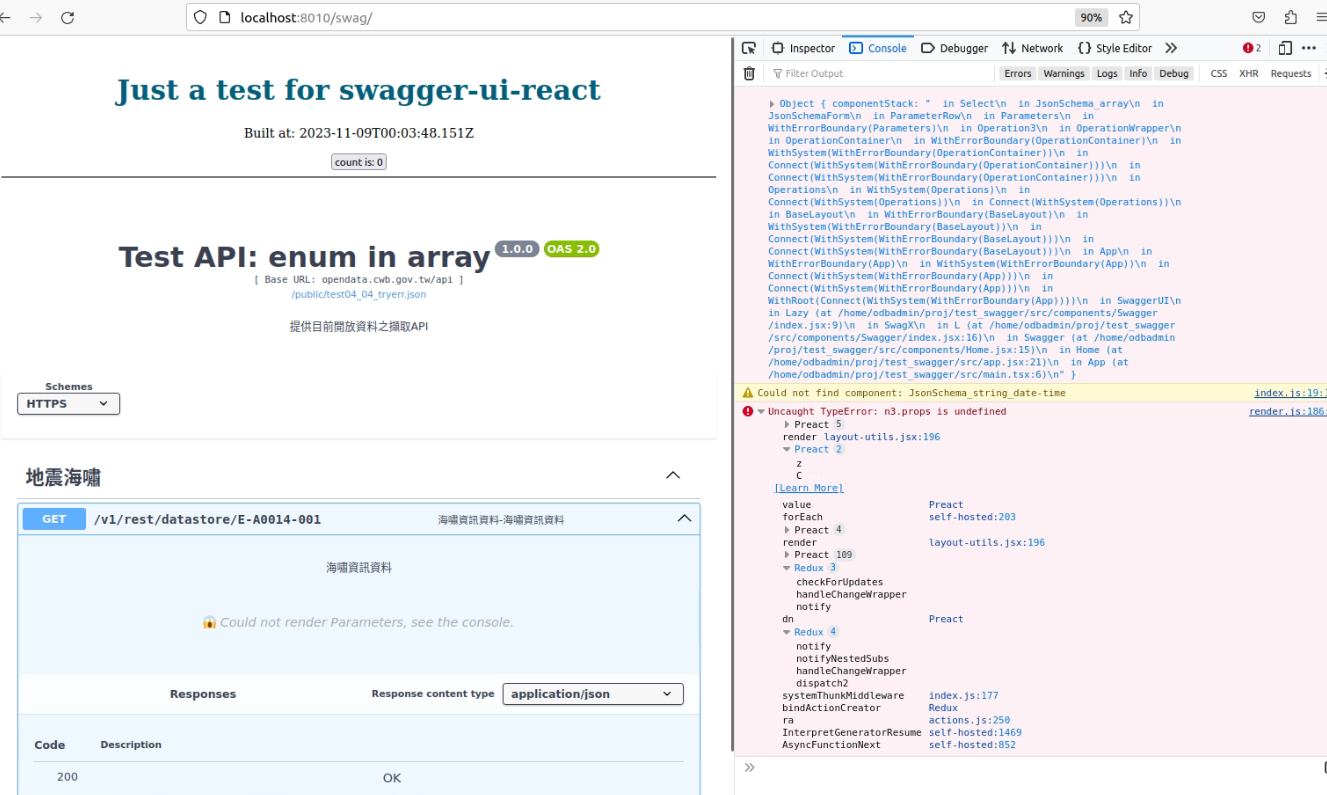 localhost:8010/swag/
90%
Just a test for swagger-ui-react
Built at: 2023-11-09T00:03:48.151Z
count is: 0
Test API: enum in array 1.0.0 OAS 2.0
[ Base URL: opendata.cwb.gov.tw/api ]
/public/test04_04_tryerr.json
提供目前開放資料之擷取API
Schemes
HTTPS
地震海嘯
GET /v1/rest/datastore/E-A0014-001 海嘯資訊資料-海嘯資訊資料
海嘯資訊資料
😱 Could not render Parameters, see the console.
Responses Response content type application/json
Code Description
200 OK
Inspector Console Debugger Network Style Editor 2
Filter Output Errors Warnings Logs Info Debug CSS XHR Requests
Object { componentStack: "  in Select\n  in JsonSchema_array\n  in
JsonSchemaForm\n  in ParameterRow\n  in Parameters\n  in
WithErrorBoundary(Parameters)\n  in Operation3\n  in OperationWrapper\n
in OperationContainer\n  in WithErrorBoundary(OperationContainer)\n  in
WithSystem(WithErrorBoundary(OperationContainer))\n  in
Connect(WithSystem(WithErrorBoundary(OperationContainer)))\n  in
Connect(WithSystem(WithErrorBoundary(OperationContainer)))\n  in
Operations\n  in WithSystem(Operations)\n  in
Connect(WithSystem(Operations))\n  in Connect(WithSystem(Operations))\n
in BaseLayout\n  in WithErrorBoundary(BaseLayout)\n  in
WithSystem(WithErrorBoundary(BaseLayout))\n  in
Connect(WithSystem(WithErrorBoundary(BaseLayout)))\n  in
Connect(WithSystem(WithErrorBoundary(BaseLayout)))\n  in App\n  in
WithErrorBoundary(App)\n  in WithSystem(WithErrorBoundary(App))\n  in
Connect(WithSystem(WithErrorBoundary(App)))\n  in
Connect(WithSystem(WithErrorBoundary(App)))\n  in
WithRoot(Connect(WithSystem(WithErrorBoundary(App))))\n  in SwaggerUI\n
in Lazy (at /home/odbadmin/proj/test_swagger/src/components/Swagger
/index.jsx:9)\n  in SwagX\n  in L (at /home/odbadmin/proj/test_swagger
/src/components/Swagger/index.jsx:16)\n  in Swagger (at /home/odbadmin
/proj/test_swagger/src/components/Home.jsx:15)\n  in Home (at
/home/odbadmin/proj/test_swagger/src/app.jsx:21)\n  in App (at
/home/odbadmin/proj/test_swagger/src/main.tsx:6)\n" }
Could not find component: JsonSchema_string_date-time index.js:19:
Uncaught TypeError: n3.props is undefined render.js:186:
Preact 5
render layout-utils.jsx:196
Preact 2
z
C
[Learn More]
value Preact
forEach self-hosted:203
Preact 4
render layout-utils.jsx:196
Preact 109
Redux 3
checkForUpdates
handleChangeWrapper
notify
dn Preact
Redux 4
notify
notifyNestedSubs
handleChangeWrapper
dispatch2
systemThunkMiddleware index.js:177
bindActionCreator Redux
ra actions.js:250
InterpretGeneratorResume self-hosted:1469
AsyncFunctionNext self-hosted:852